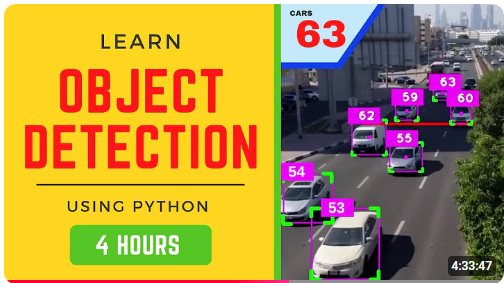 LEARN
OBJECT
DETECTION
USING PYTHON
4 HOURS
CARS
63
63
59
60
62
55
54
53
4:33:47